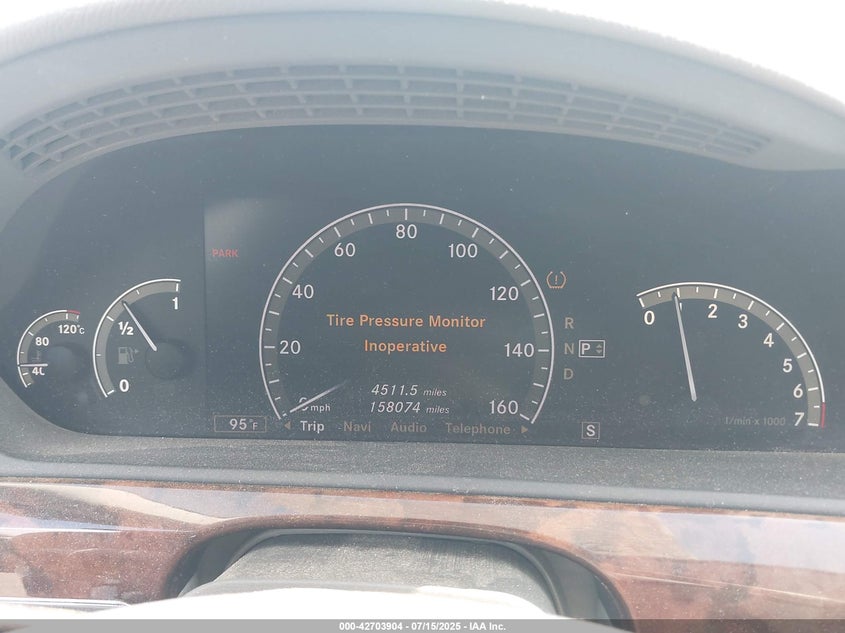 PARK
120°C
80
40
1
1/2
0
0 mph
20
40
60
80
100
120
140
160
Tire Pressure Monitor
Inoperative
4511.5 miles
158074 miles
95°F
Trip Navi Audio Telephone
R
N P
D
S
0
2
3
4
5
6
7
1/min x 1000
000-42703904 - 07/15/2025 - IAA Inc.